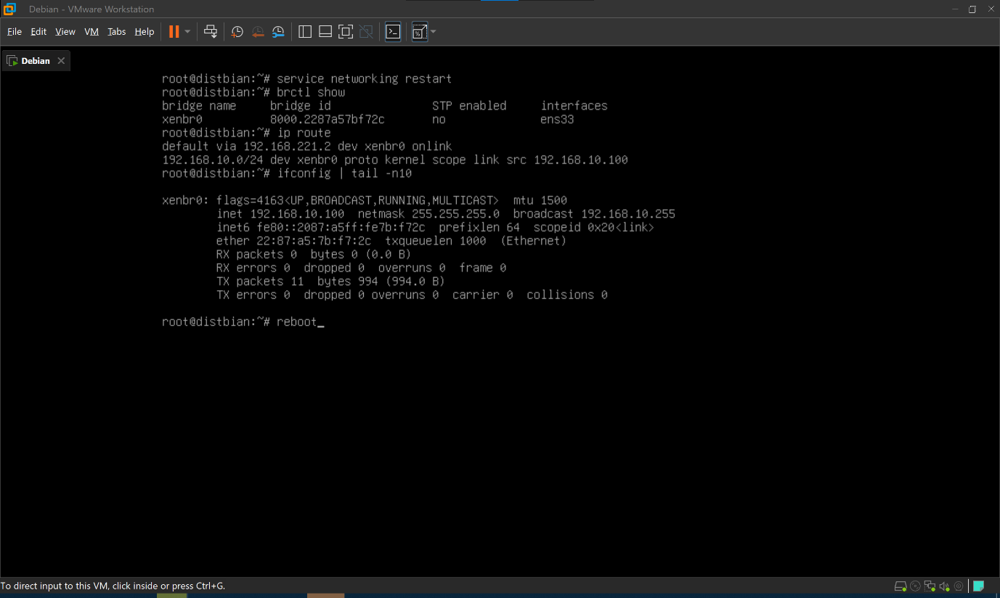 Debian - VMware Workstation
File Edit View VM Tabs Help
Debian
root@distbian:~# service networking restart
root@distbian:~# brctl show
bridge name bridge id STP enabled interfaces
xenbr0 8000.2287a57bf72c no ens33
root@distbian:~# ip route
default via 192.168.221.2 dev xenbr0 onlink
192.168.10.0/24 dev xenbr0 proto kernel scope link src 192.168.10.100
root@distbian:~# ifconfig | tail -n10
xenbr0: flags=4163<UP,BROADCAST,RUNNING,MULTICAST> mtu 1500
inet 192.168.10.100 netmask 255.255.255.0 broadcast 192.168.10.255
inet6 fe80::2087:a5ff:fe7b:f72c prefixlen 64 scopeid 0x20<link>
ether 22:87:a5:7b:f7:2c txqueuelen 1000 (Ethernet)
RX packets 0 bytes 0 (0.0 B)
RX errors 0 dropped 0 overruns 0 frame 0
TX packets 11 bytes 994 (994.0 B)
TX errors 0 dropped 0 overruns 0 carrier 0 collisions 0
root@distbian:~# reboot_
To direct input to this VM, click inside or press Ctrl+G.